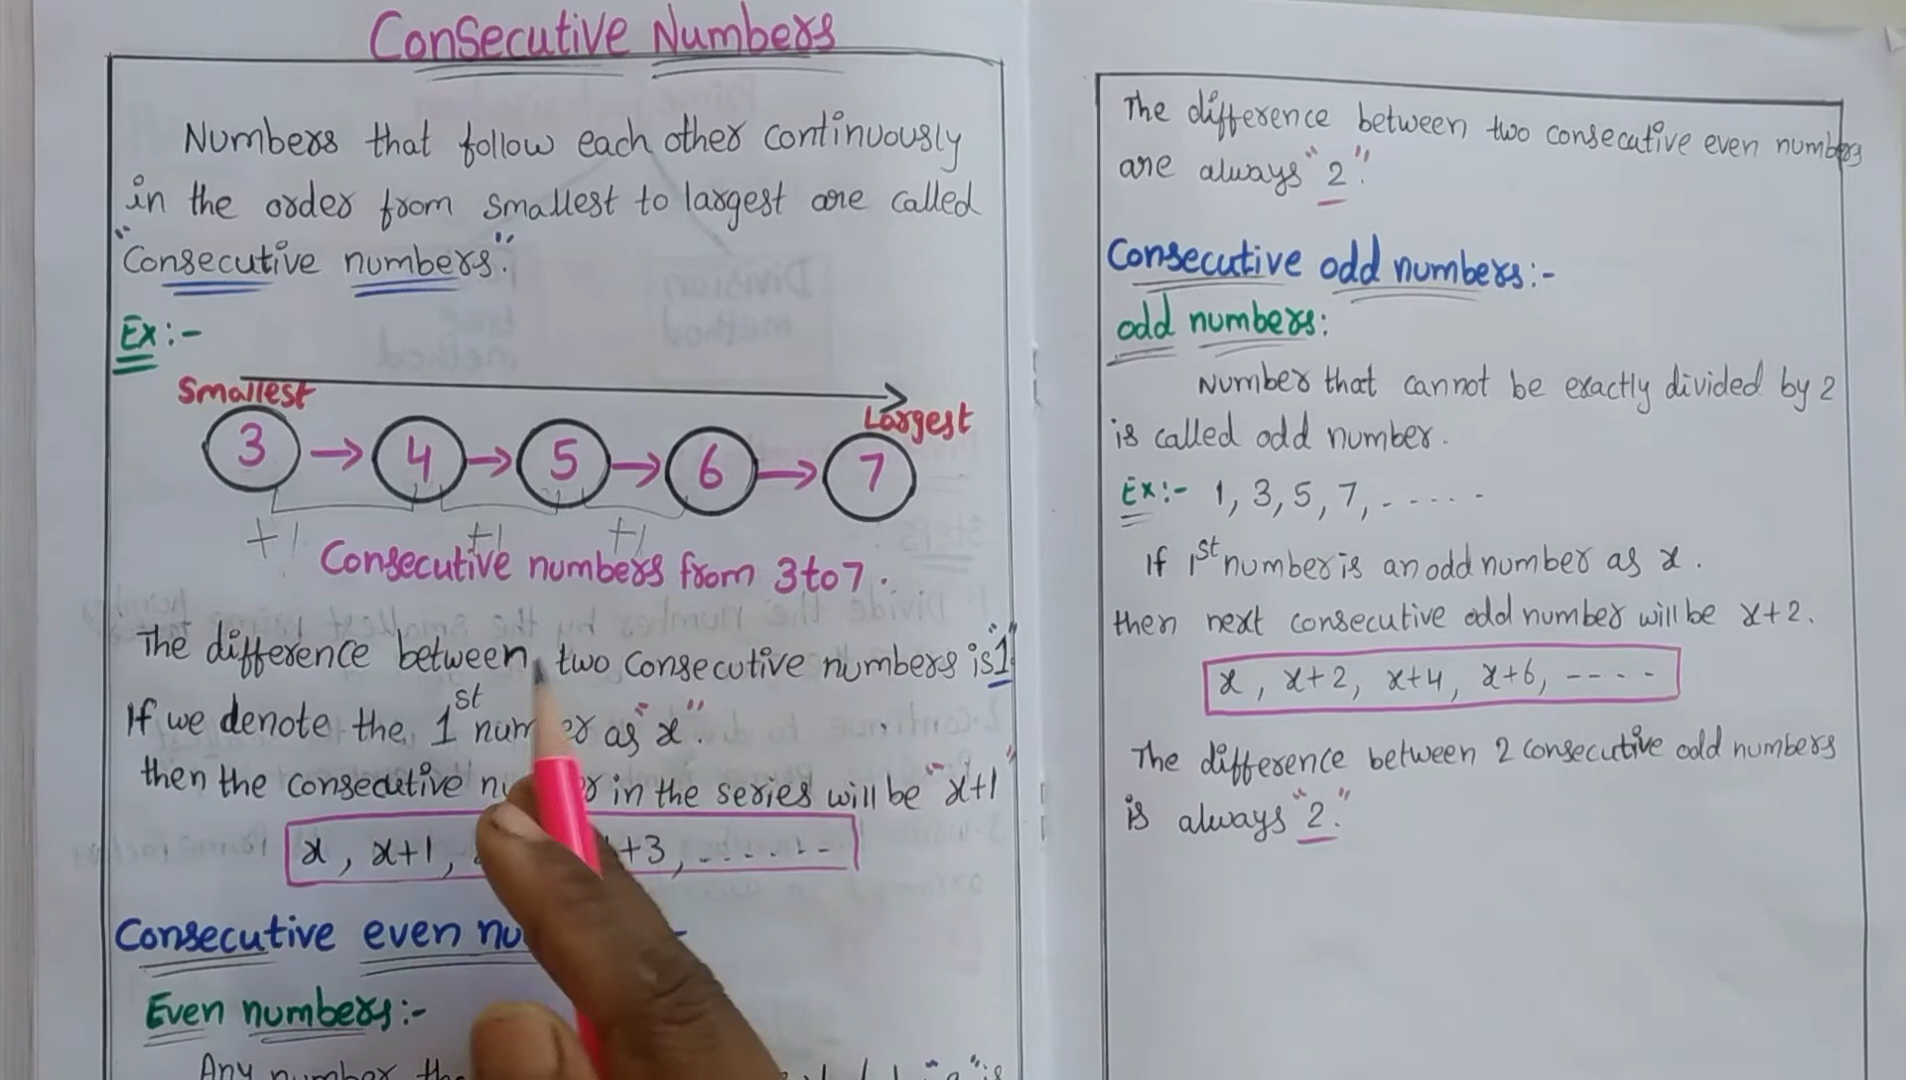 Consecutive Numbers
Numbers that follow each other continuously
in the order from smallest to largest are called
"Consecutive numbers".
Ex:-
Smallest
Largest
3 → 4 → 5 → 6 → 7
+1 +1 +1
Consecutive numbers from 3 to 7.
The difference between two consecutive numbers is "1"
If we denote the 1st number as "x".
then the consecutive in the series will be "x+1"
x, x+1, +3, ......
Consecutive even
Even numbers:-
Any number
The difference between two consecutive even numbers
are always "2".
Consecutive odd numbers:-
odd numbers:
Number that cannot be exactly divided by 2
is called odd number.
Ex:- 1, 3, 5, 7, .....
If 1st number is an odd number as x.
then next consecutive odd number will be x+2.
x, x+2, x+4, x+6, ----
The difference between 2 consecutive odd numbers
is always "2".